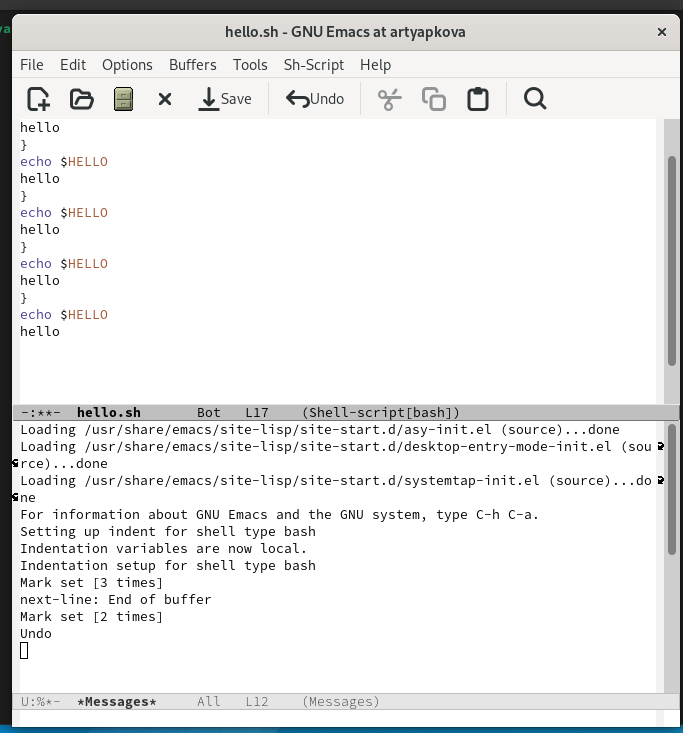 va
hello.sh - GNU Emacs at artyapkova
File Edit Options Buffers Tools Sh-Script Help
Save Undo
hello
}
echo $HELLO
hello
}
echo $HELLO
hello
}
echo $HELLO
hello
}
echo $HELLO
hello
-:**- hello.sh Bot L17 (Shell-script[bash])
Loading /usr/share/emacs/site-lisp/site-start.d/asy-init.el (source)...done
Loading /usr/share/emacs/site-lisp/site-start.d/desktop-entry-mode-init.el (sou
rce)...done
Loading /usr/share/emacs/site-lisp/site-start.d/systemtap-init.el (source)...do
ne
For information about GNU Emacs and the GNU system, type C-h C-a.
Setting up indent for shell type bash
Indentation variables are now local.
Indentation setup for shell type bash
Mark set [3 times]
next-line: End of buffer
Mark set [2 times]
Undo
U:%*- *Messages* All L12 (Messages)